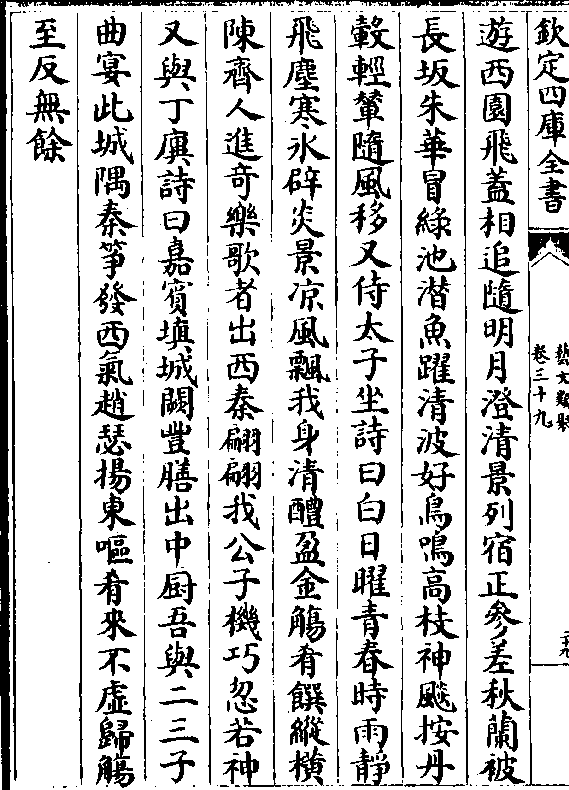 欽定四庫全書
藝文類聚
卷三十九
遊西園飛蓋相追隨明月澄清景列宿正參差秋蘭被
長坂朱華冒綠池潛魚躍清波好鳥鳴高枝神飈按丹
轂輕輦隨風移又侍太子坐詩曰白日曜青春時雨靜
飛塵寒氷辟炎景凉風飄我身清醴盈金觴肴饌縱橫
陳齊人進奇樂歌者出西秦翩翩我公子機巧忽若神
又與丁廙詩曰嘉賓塡城闕豐膳出中厨吾與二三子
曲宴此城隅秦筝發西氣趙瑟揚東嘔肴來不虛歸觴
至反無餘